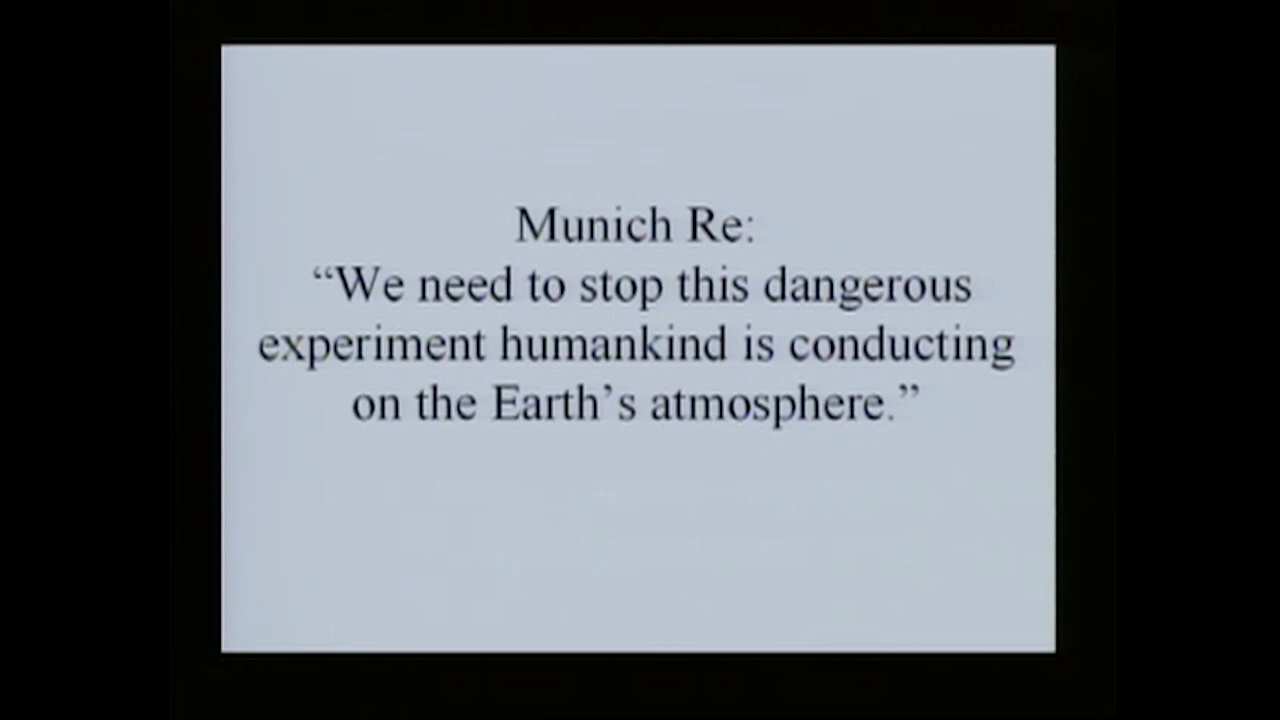 Munich Re:
“We need to stop this dangerous
experiment humankind is conducting
on the Earth’s atmosphere.”